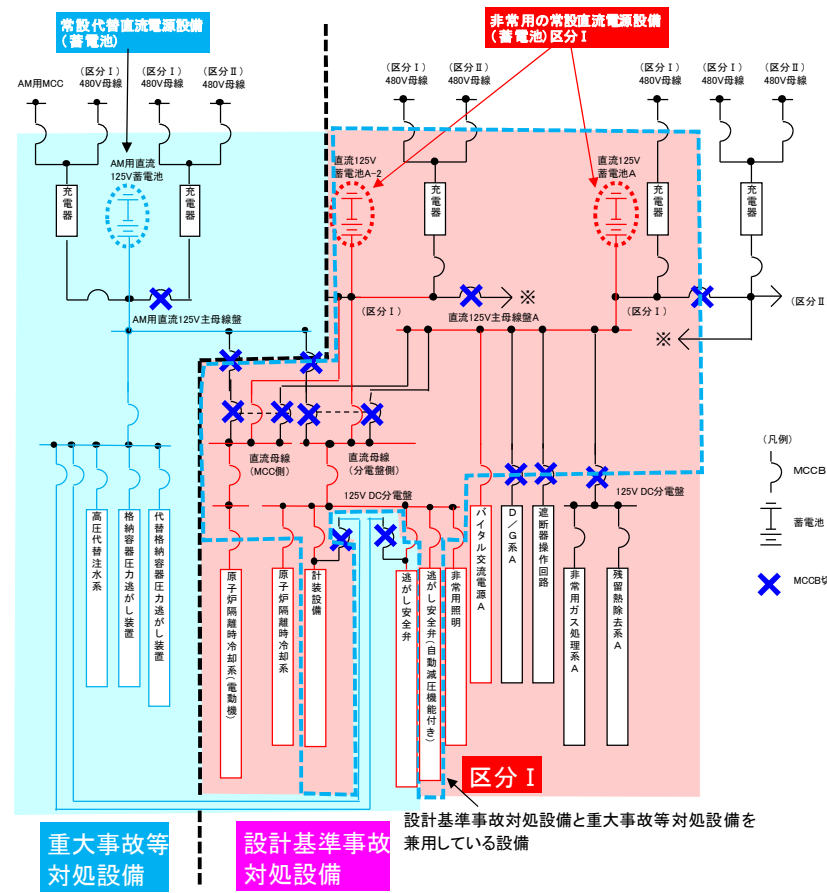 常設代替直流電源設備
(蓄電池)
非常用の常設直流電源設備
(蓄電池)区分Ⅰ
AM用MCC
(区分Ⅰ)
480V母線
(区分Ⅰ)
480V母線
(区分Ⅱ)
480V母線
(区分Ⅰ)
480V母線
(区分Ⅱ)
480V母線
(区分Ⅰ)
480V母線
(区分Ⅰ)
480V母線
(区分Ⅱ)
480V母線
AM用直流
125V蓄電池
直流125V
蓄電池A-2
直流125V
蓄電池A
充電器
充電器
充電器
充電器
充電器
AM用直流125V主母線盤
(区分Ⅰ)
※
直流125V主母線盤A
(区分Ⅰ)
(区分Ⅱ
※
直流母線
(MCC側)
直流母線
(分電盤側)
125V DC分電盤
125V DC分電盤
(凡例)
MCCB
蓄電池
MCCB切
高圧代替注水系
格納容器圧力逃がし装置
代替格納容器圧力逃がし装置
原子炉隔離時冷却系(電動機)
原子炉隔離時冷却系
計装設備
逃がし安全弁
逃がし安全弁(自動減圧機能付き)
非常用照明
バイタル交流電源A
D/G系A
遮断器操作回路
非常用ガス処理系A
残留熱除去系A
区分Ⅰ
設計基準事故対処設備と重大事故等対処設備を
兼用している設備
重大事故等
対処設備
設計基準事故
対処設備